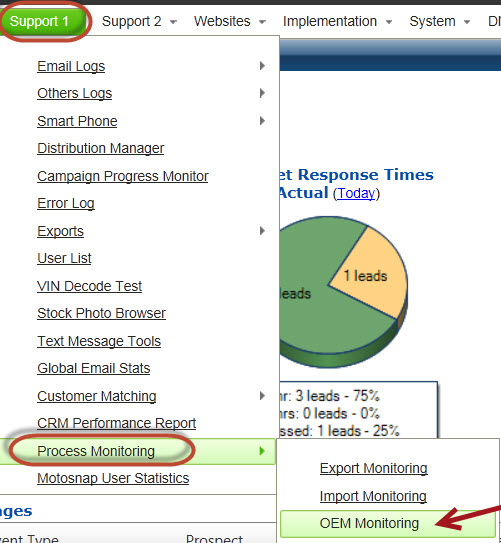 Support 1 Support 2 Websites Implementation System
Email Logs
Others Logs
Smart Phone
Distribution Manager
Campaign Progress Monitor
Error Log
Exports
User List
VIN Decode Test
Stock Photo Browser
Text Message Tools
Global Email Stats
Customer Matching
CRM Performance Report
Process Monitoring
Motosnap User Statistics
Export Monitoring
Import Monitoring
OEM Monitoring
et Response Times
Actual (Today)
1 leads
leads
hr: 3 leads - 75%
hrs: 0 leads - 0%
ssed: 1 leads - 25%
ages
vent Type Prospect